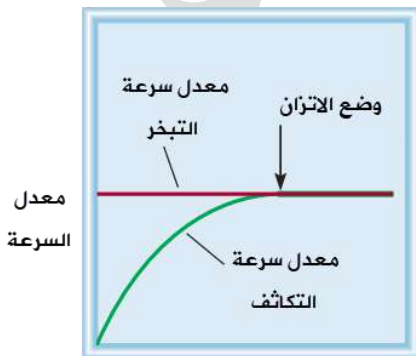 معدل سرعة
التبخر
وضع الاتزان
معدل
السرعة
معدل سرعة
التكاثف